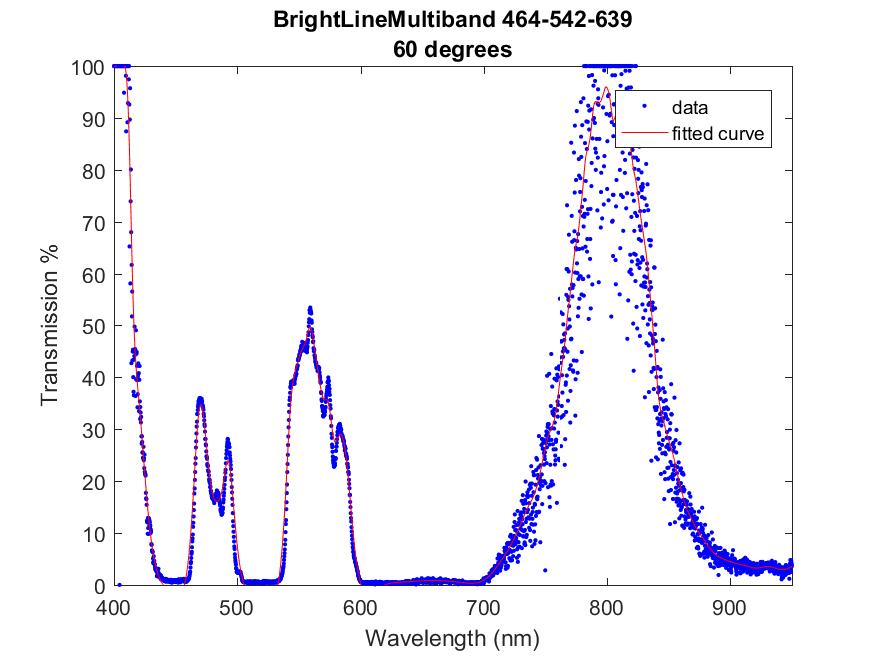 BrightLineMultiband 464-542-639
60 degrees
100
90
80
70
60
50
40
30
20
10
0
Transmission %
data
fitted curve
400
500
600
700
800
900
Wavelength (nm)